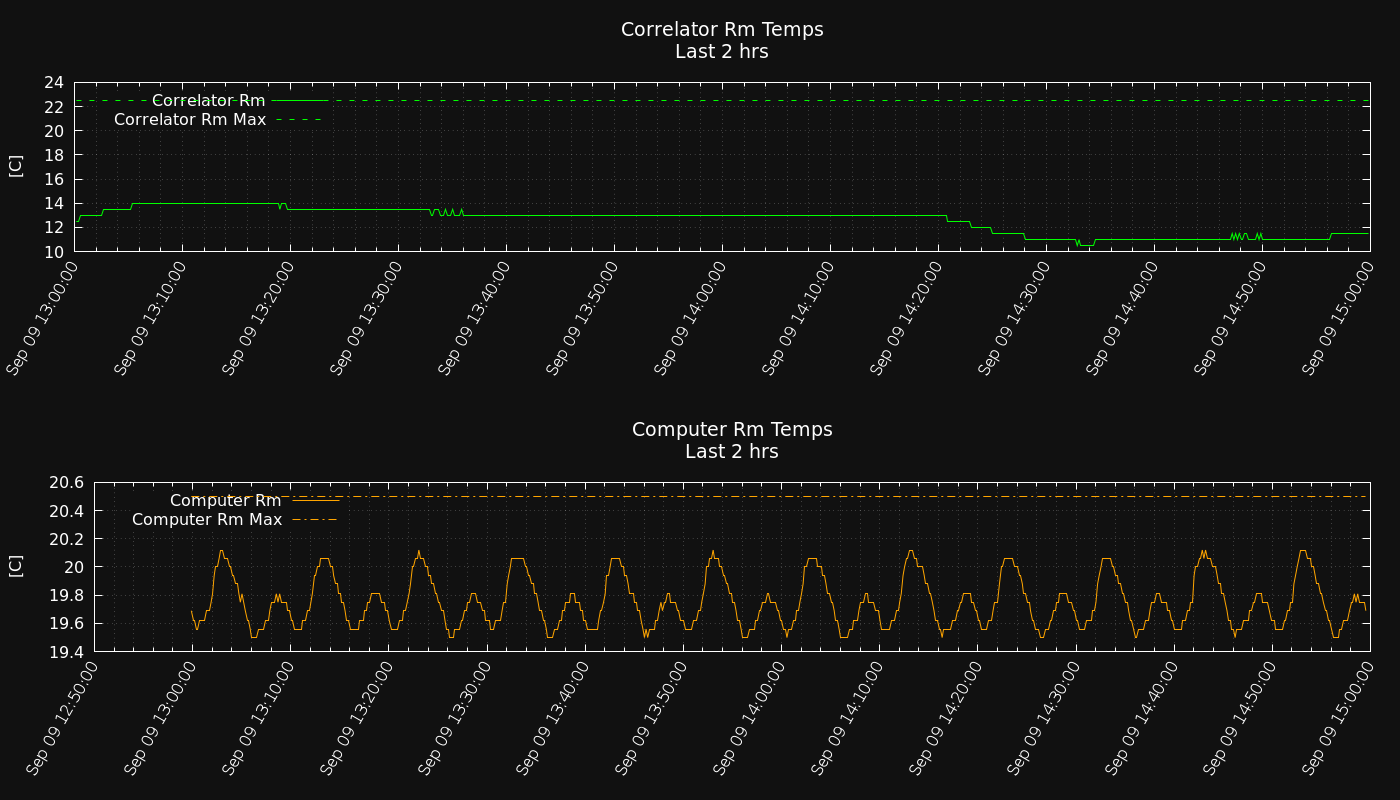 Correlator Rm Temps
Last 2 hrs
24
22
20
18
16
14
12
10
[C]
Correlator Rm
Correlator Rm Max
Sep 09 13:00:00
Sep 09 13:10:00
Sep 09 13:20:00
Sep 09 13:30:00
Sep 09 13:40:00
Sep 09 13:50:00
Sep 09 14:00:00
Sep 09 14:10:00
Sep 09 14:20:00
Sep 09 14:30:00
Sep 09 14:40:00
Sep 09 14:50:00
Sep 09 15:00:00
Computer Rm Temps
Last 2 hrs
20.6
20.4
20.2
20
19.8
19.6
19.4
[C]
Computer Rm
Computer Rm Max
Sep 09 12:50:00
Sep 09 13:00:00
Sep 09 13:10:00
Sep 09 13:20:00
Sep 09 13:30:00
Sep 09 13:40:00
Sep 09 13:50:00
Sep 09 14:00:00
Sep 09 14:10:00
Sep 09 14:20:00
Sep 09 14:30:00
Sep 09 14:40:00
Sep 09 14:50:00
Sep 09 15:00:00